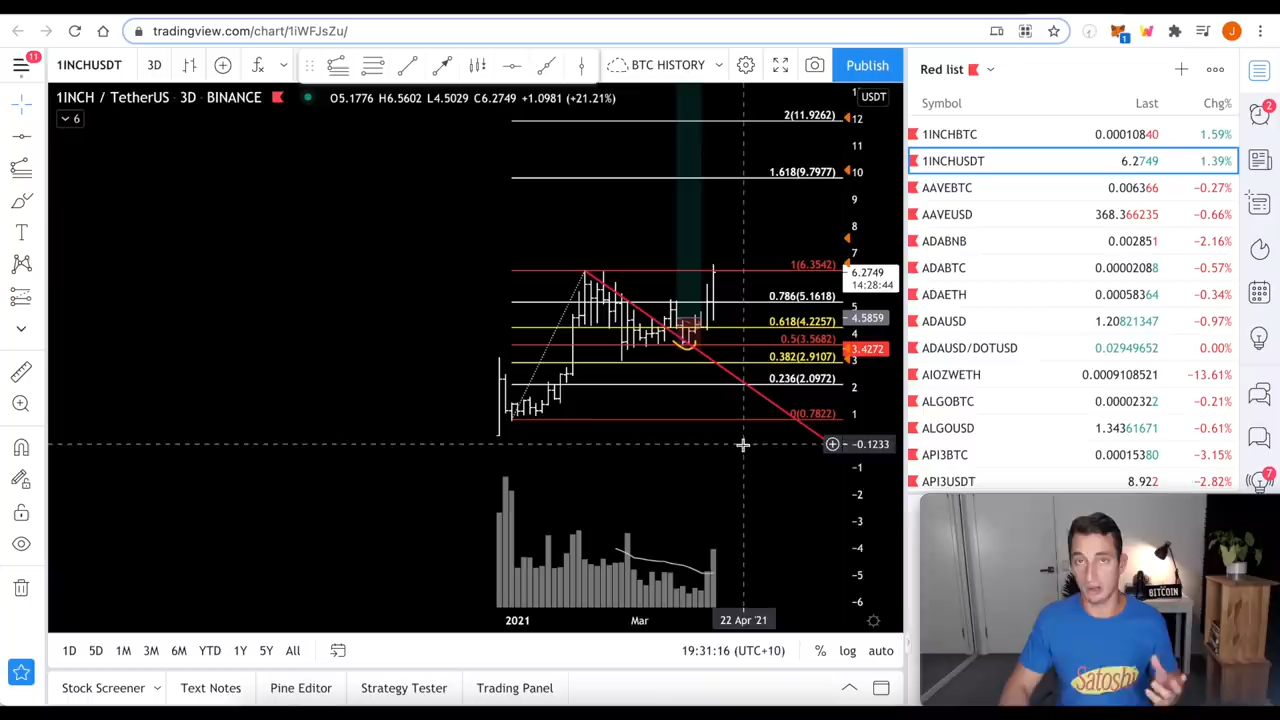 tradingview.com/chart/1iWFJsZu/
1
J
11
1INCHUSDT 3D BTC HISTORY Publish
1INCH / TetherUS · 3D · BINANCE O5.1776 H6.5602 L4.5029 C6.2749 +1.0981 (+21.21%)
6
USDT
2(11.9262)
1.618(9.7977)
1(6.3542)
0.786(5.1618)
0.618(4.2257)
0.5(3.5682)
0.382(2.9107)
0.236(2.0972)
0(0.7822)
12
11
10
9
8
7
6.2749
14:28:44
5
4.5859
4
3.4272
3
2
1
-0.1233
-1
-2
-3
-4
-5
-6
2021 Mar 22 Apr '21
1D 5D 1M 3M 6M YTD 1Y 5Y All
19:31:16 (UTC+10) % log auto
Stock Screener Text Notes Pine Editor Strategy Tester Trading Panel
Red list
Symbol Last Chg%
1INCHBTC 0.00010840 1.59%
1INCHUSDT 6.2749 1.39%
AAVEBTC 0.006366 −0.27%
AAVEUSD 368.366235 −0.66%
ADABNB 0.002851 −2.16%
ADABTC 0.00002088 −0.57%
ADAETH 0.00058364 −0.34%
ADAUSD 1.20821347 −0.97%
ADAUSD/DOTUSD 0.02949652 0.00%
AIOZWETH 0.0009108521 −13.61%
ALGOBTC 0.00002322 −0.21%
ALGOUSD 1.34361671 −0.61%
API3BTC 0.00015380 −3.15%
API3USDT 8.922 −2.82%
2
7
BITCOIN
Satoshi